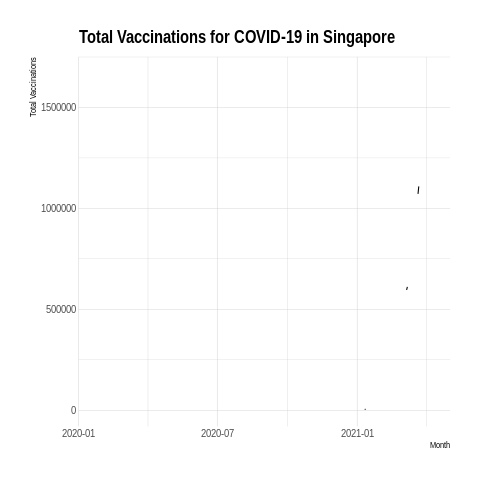 Total Vaccinations for COVID-19 in Singapore
Total Vaccinations
1500000
1000000
500000
0
2020-01 2020-07 2021-01
Month